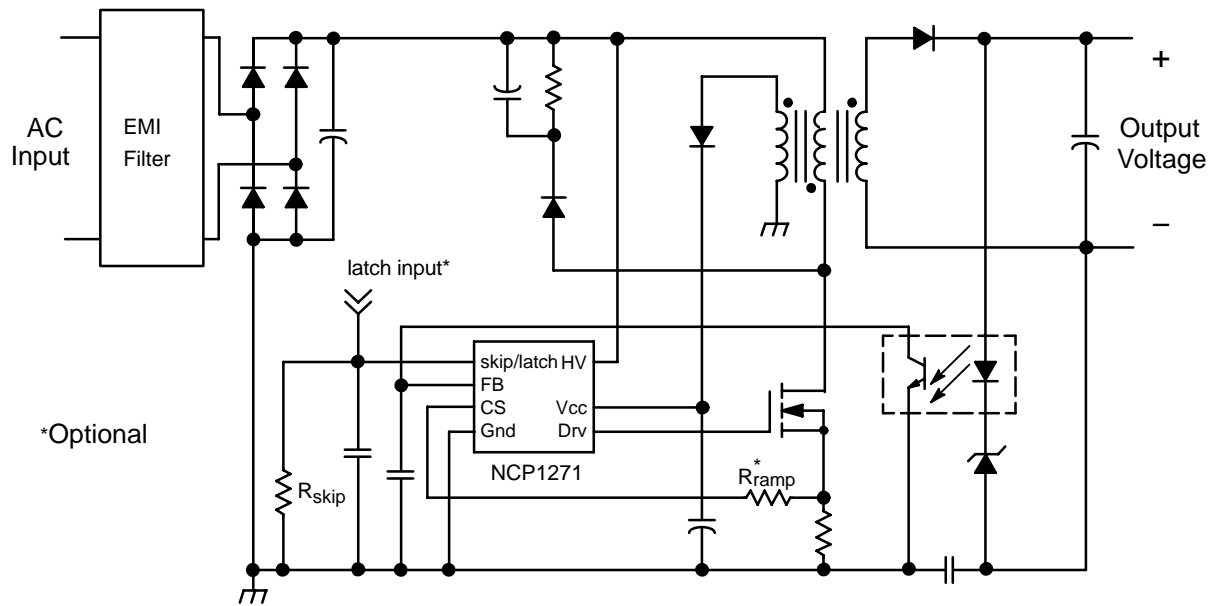 AC
Input
EMI
Filter
+
Output
Voltage
−
latch input*
skip/latch HV
FB
CS
Vcc
Gnd
Drv
NCP1271
*Optional
Rskip
R*ramp